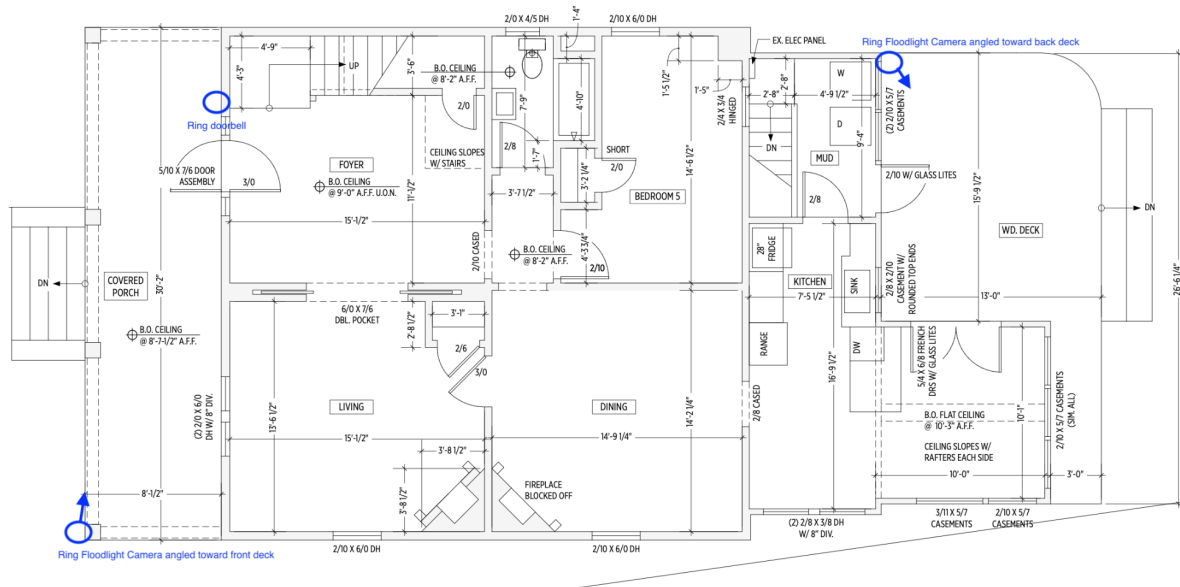 2/0 X 4/5 DH
1'-4"
2/10 X 6/0 DH
EX. ELEC PANEL
Ring Floodlight Camera angled toward back deck
4'-9"
UP
3'-6"
B.O. CEILING
@ 8'-2" A.F.F.
4'-3"
2/0
7'-9"
4'-10"
1'-5 1/2"
1'-5"
2/4 X 3/4
HINGED
2'-8"
2'-8"
4'-9 1/2"
W
D
(2) 2/10 X 5/7
CASEMENTS
Ring doorbell
DN
9'-4"
MUD
2/8
1'-7"
SHORT
2/0
CEILING SLOPES
W/ STAIRS
FOYER
5/10 X 7/6 DOOR
ASSEMBLY
3/0
B.O. CEILING
@ 9'-0" A.F.F. U.O.N.
11'-1/2"
15'-1/2"
3'-7 1/2"
3'-2 1/4"
14'-6 1/2"
BEDROOM 5
2/8
2/10 W/ GLASS LITES
15'-9 1/2"
DN
WD. DECK
2/10 CASED
B.O. CEILING
@ 8'-2" A.F.F.
4'-3 3/4"
2/10
28"
FRIDGE
KITCHEN
7'-5 1/2"
SINK
2/8 X 2/10
CASEMENT W/
ROUNDED TOP ENDS
13'-0"
26'-6 1/4"
DN
COVERED
PORCH
30'-2"
B.O. CEILING
@ 8'-7-1/2" A.F.F.
6/0 X 7/6
DBL. POCKET
2'-8 1/2"
3'-1"
2/6
3/0
RANGE
DW
16'-9 1/2"
5/4 X 6/8 FRENCH
DRS W/ GLASS LITES
(2) 2/0 X 6/0
DH W/ 8" DIV.
13'-6 1/2"
LIVING
15'-1/2"
3'-8 1/2"
3'-8 1/2"
DINING
14'-9 1/4"
14'-2 1/4"
2/8 CASED
B.O. FLAT CEILING
@ 10'-3" A.F.F.
CEILING SLOPES W/
RAFTERS EACH SIDE
10'-1"
2/10 X 5/7 CASEMENTS
(SIM. ALL)
10'-0"
3'-0"
8'-1/2"
FIREPLACE
BLOCKED OFF
(2) 2/8 X 3/8 DH
W/ 8" DIV.
3/11 X 5/7
CASEMENTS
2/10 X 5/7
CASEMENTS
Ring Floodlight Camera angled toward front deck
2/10 X 6/0 DH
2/10 X 6/0 DH